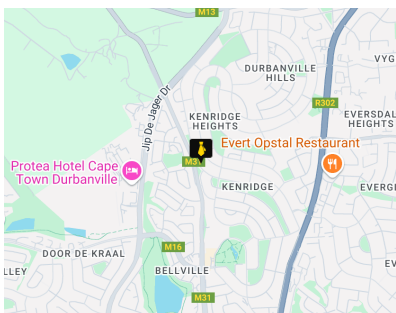 M13
DURBANVILLE
HILLS
VYG
R302
Jip De Jager Dr
KENRIDGE
HEIGHTS
EVERSDAL
HEIGHTS
Evert Opstal Restaurant
M31
Protea Hotel Cape
Town Durbanville
KENRIDGE
EVERG
M16
DOOR DE KRAAL
LLEY
BELLVILLE
EV
M31